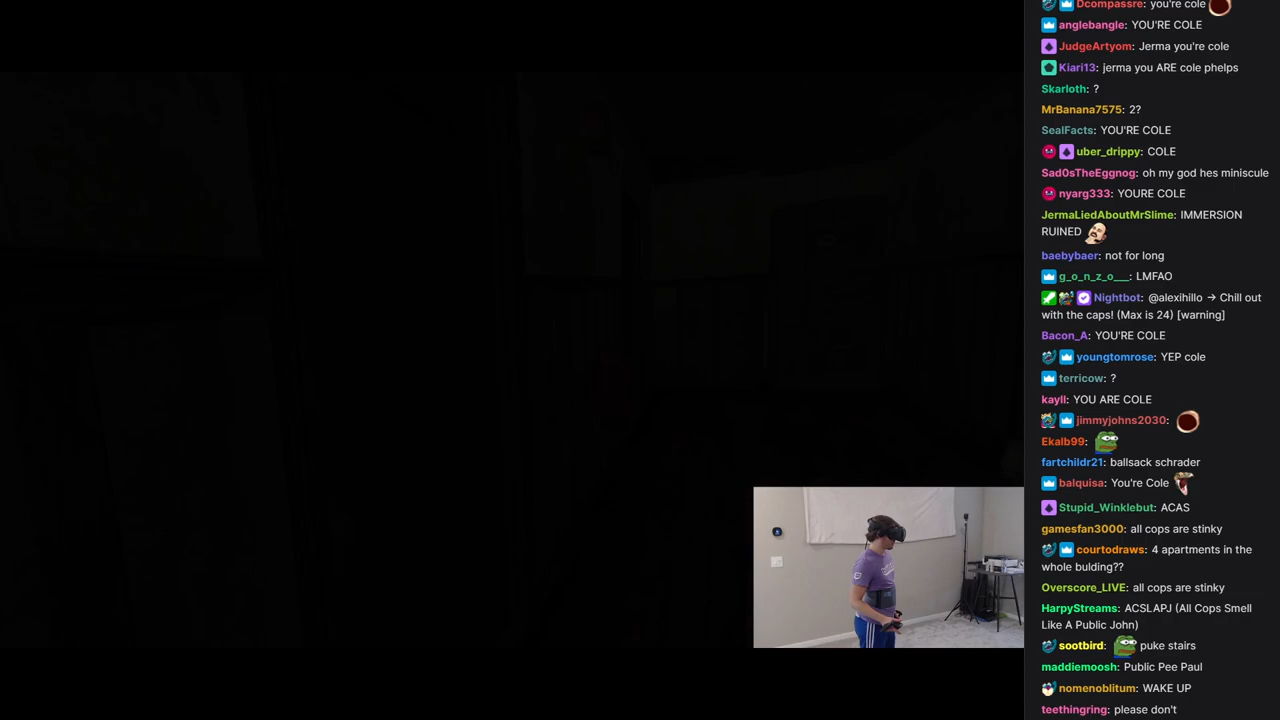 Dcompassre: you're cole
anglebangle: YOU'RE COLE
JudgeArtyom: Jerma you're cole
Kiari13: jerma you ARE cole phelps
Skarloth: ?
MrBanana7575: 2?
SealFacts: YOU'RE COLE
uber_drippy: COLE
Sad0sTheEggnog: oh my god hes miniscule
nyarg333: YOURE COLE
JermaLiedAboutMrSlime: IMMERSION
RUINED
baebybaer: not for long
g_o_n_z_o___: LMFAO
Nightbot: @alexihillo → Chill out
with the caps! (Max is 24) [warning]
Bacon_A: YOU'RE COLE
youngtomrose: YEP cole
terricow: ?
kayll: YOU ARE COLE
jimmyjohns2030:
Ekalb99:
fartchildr21: ballsack schrader
balquisa: You're Cole
Stupid_Winklebut: ACAS
gamesfan3000: all cops are stinky
courtodraws: 4 apartments in the
whole bulding??
Overscore_LIVE: all cops are stinky
HarpyStreams: ACSLAPJ (All Cops Smell
Like A Public John)
sootbird: puke stairs
maddiemoosh: Public Pee Paul
nomenoblitum: WAKE UP
teethingring: please don't